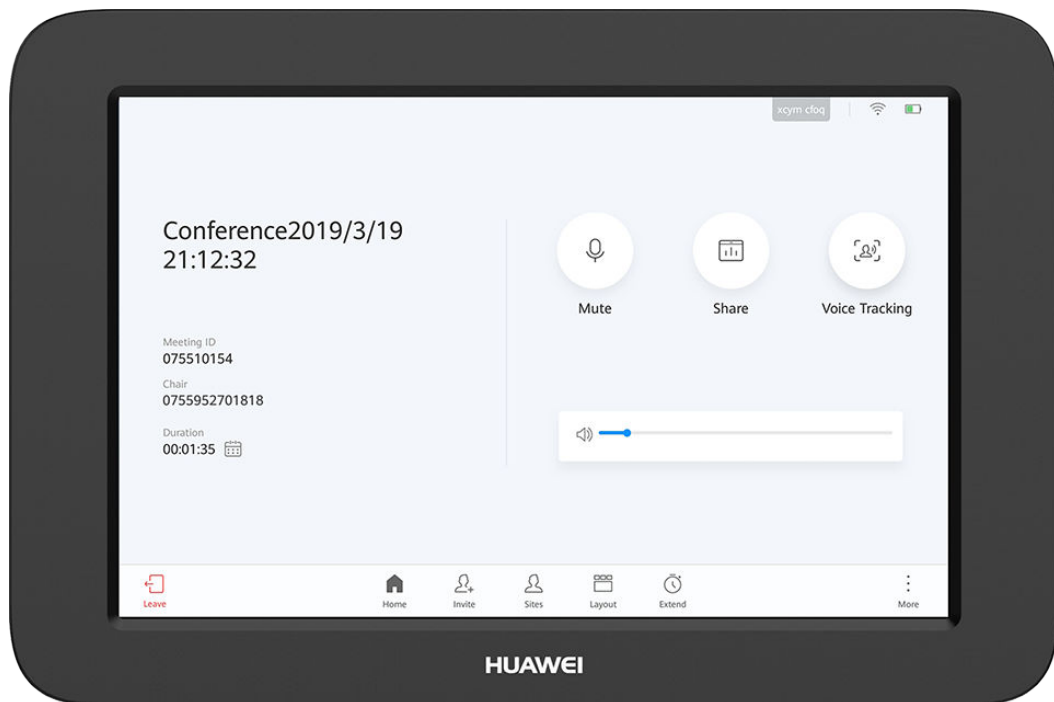 xcym cfoq
Conference2019/3/19
21:12:32
Mute
Share
Voice Tracking
Meeting ID
075510154
Chair
0755952701818
Duration
00:01:35
Leave
Home
Invite
Sites
Layout
Extend
More
HUAWEI